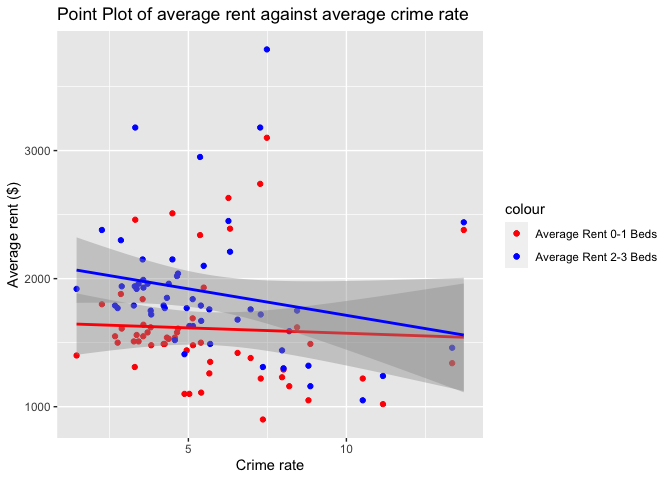 Point Plot of average rent against average crime rate
3000
2000
1000
Average rent ($)
5
10
Crime rate
colour
Average Rent 0-1 Beds
Average Rent 2-3 Beds